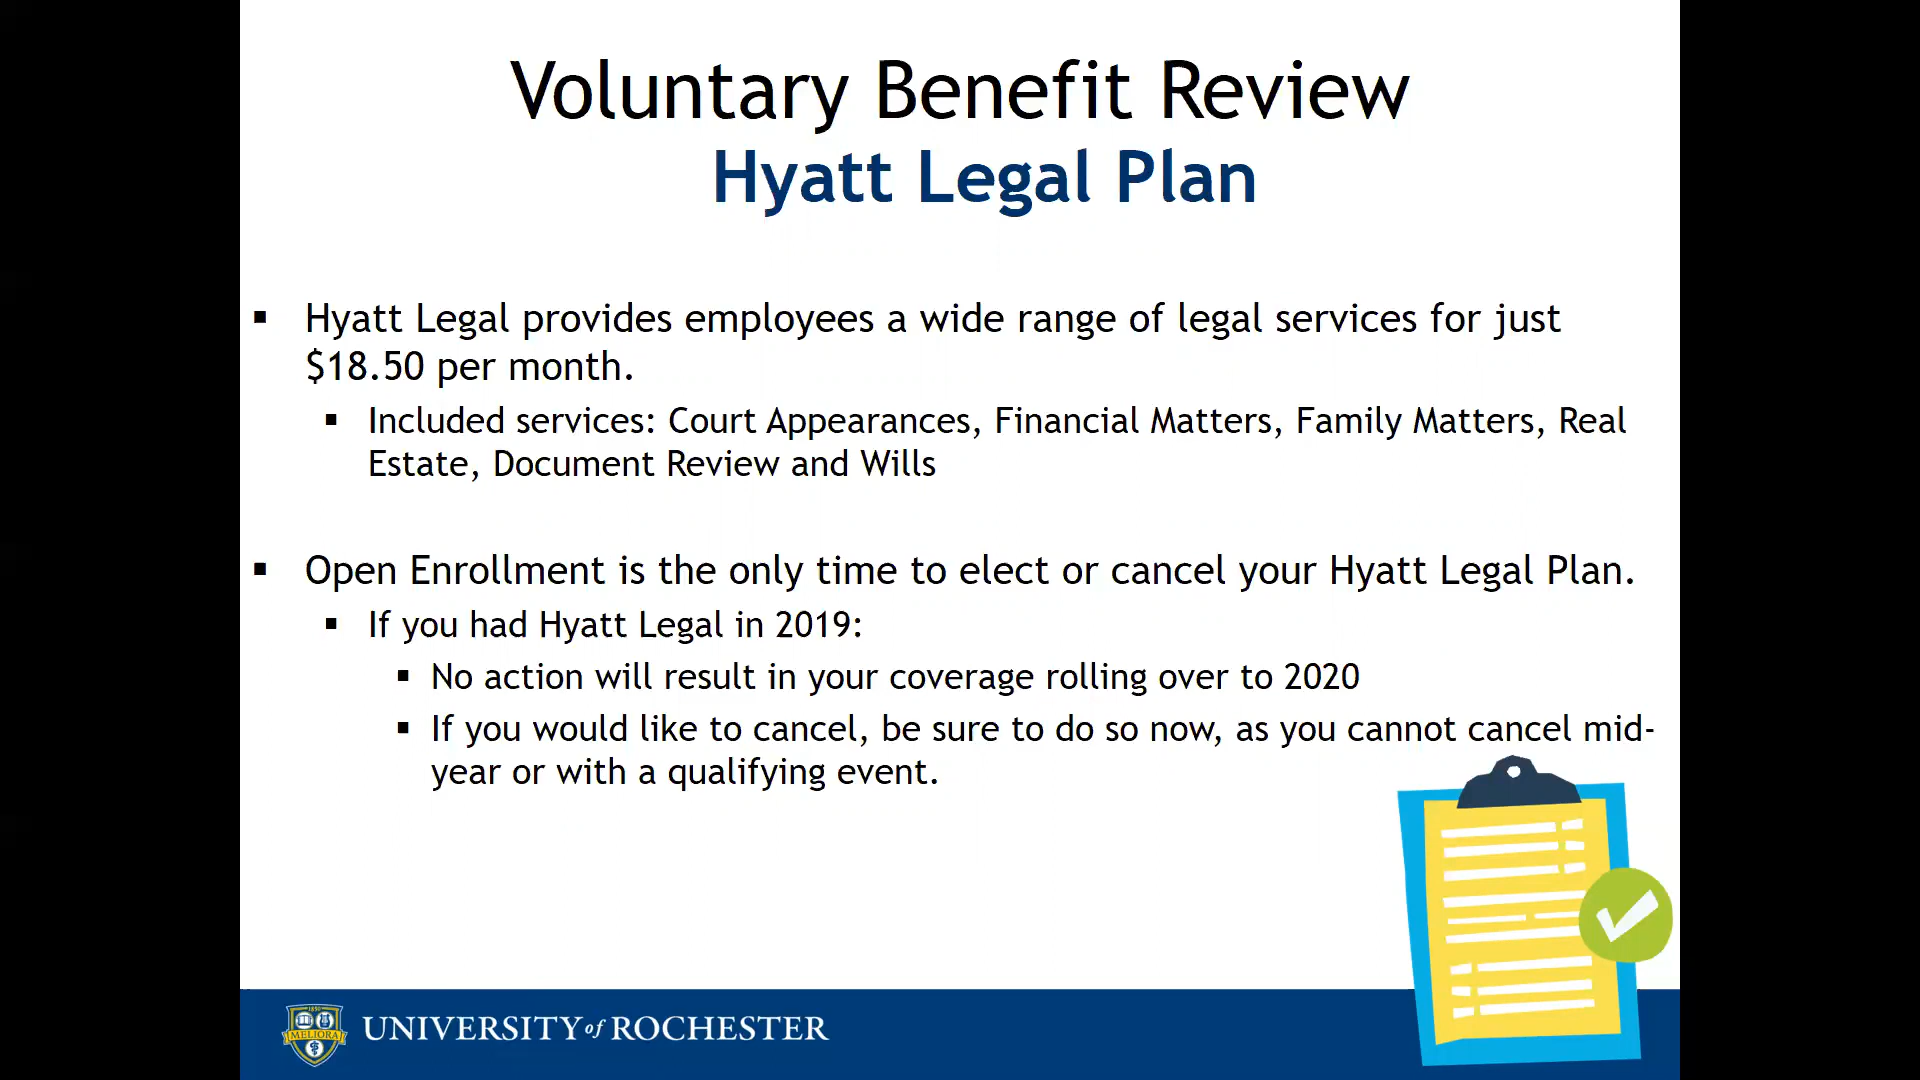 Voluntary Benefit Review
Hyatt Legal Plan
▪ Hyatt Legal provides employees a wide range of legal services for just
$18.50 per month.
▪ Included services: Court Appearances, Financial Matters, Family Matters, Real
Estate, Document Review and Wills
▪ Open Enrollment is the only time to elect or cancel your Hyatt Legal Plan.
▪ If you had Hyatt Legal in 2019:
▪ No action will result in your coverage rolling over to 2020
▪ If you would like to cancel, be sure to do so now, as you cannot cancel mid-
year or with a qualifying event.
1850
MELIORA
UNIVERSITY of ROCHESTER